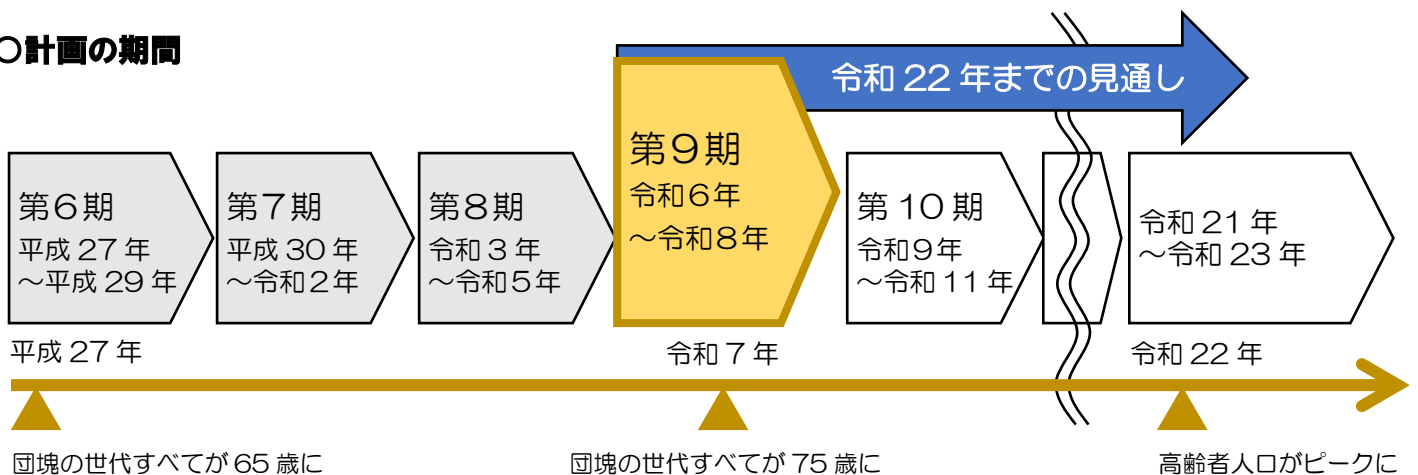 ○計画の期間
令和 22 年までの見通し
第6期
平成 27 年
～平成 29 年
第7期
平成 30 年
～令和2年
第8期
令和 3 年
～令和5年
第9期
令和6年
～令和8年
第 10 期
令和9年
～令和 11 年
令和 21 年
～令和 23 年
平成 27 年
令和 7 年
令和 22 年
団塊の世代すべてが 65 歳に
団塊の世代すべてが 75 歳に
高齢者人口がピークに